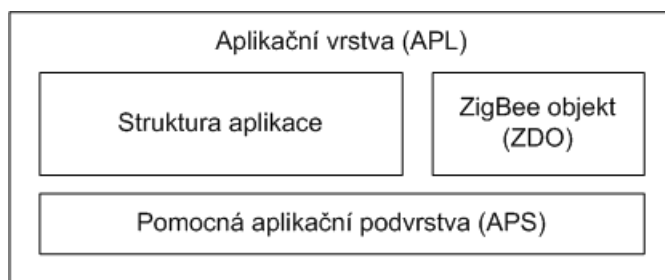 Aplikační vrstva (APL)
Struktura aplikace
ZigBee objekt
(ZDO)
Pomocná aplikační podvrstva (APS)